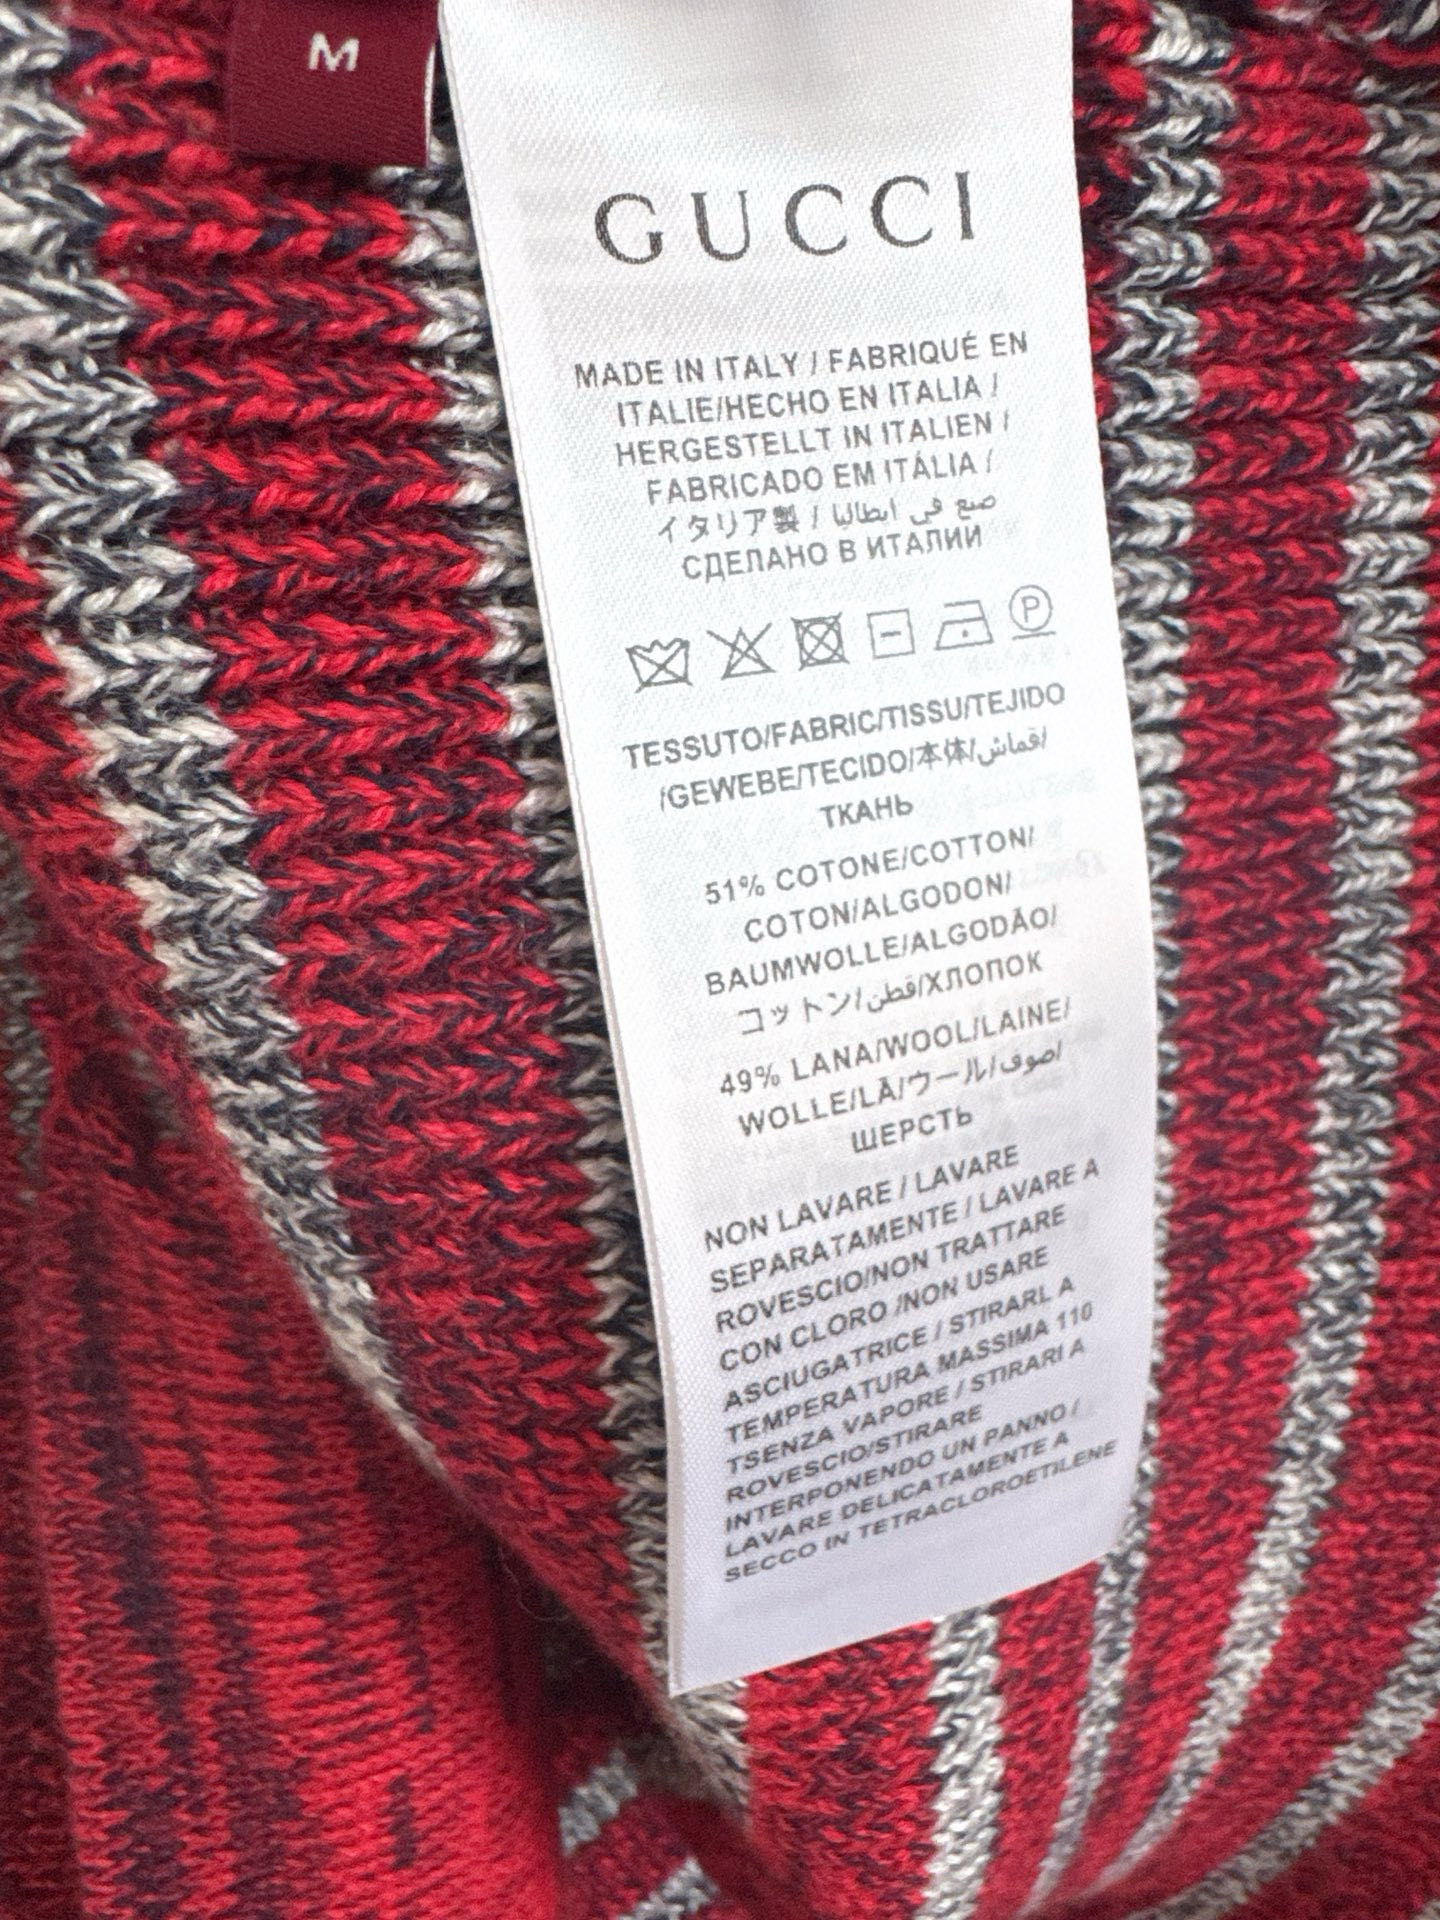 M
GUCCI
MADE IN ITALY / FABRIQUÉ EN
ITALIE/HECHO EN ITALIA /
HERGESTELLT IN ITALIEN /
FABRICADO EM ITÁLIA /
イタリア製 / صنع في ايطاليا
СДЕЛАНО В ИТАЛИИ
P
TESSUTO/FABRIC/TISSU/TEJIDO
/GEWEBE/TECIDO/本体/قماش/
ТКАНЬ
51% COTONE/COTTON/
COTON/ALGODON/
BAUMWOLLE/ALGODÃO/
コットン/قطن/ХЛОПОК
49% LANA/WOOL/LAINE/
WOLLE/LÃ/ウール/صوف/
ШЕРСТЬ
NON LAVARE / LAVARE
SEPARATAMENTE / LAVARE A
ROVESCIO/NON TRATTARE
CON CLORO /NON USARE
ASCIUGATRICE / STIRARL A
TEMPERATURA MASSIMA 110
TSENZA VAPORE / STIRARI A
ROVESCIO/STIRARE
INTERPONENDO UN PANNO /
LAVARE DELICATAMENTE A
SECCO IN TETRACLOROETILENE